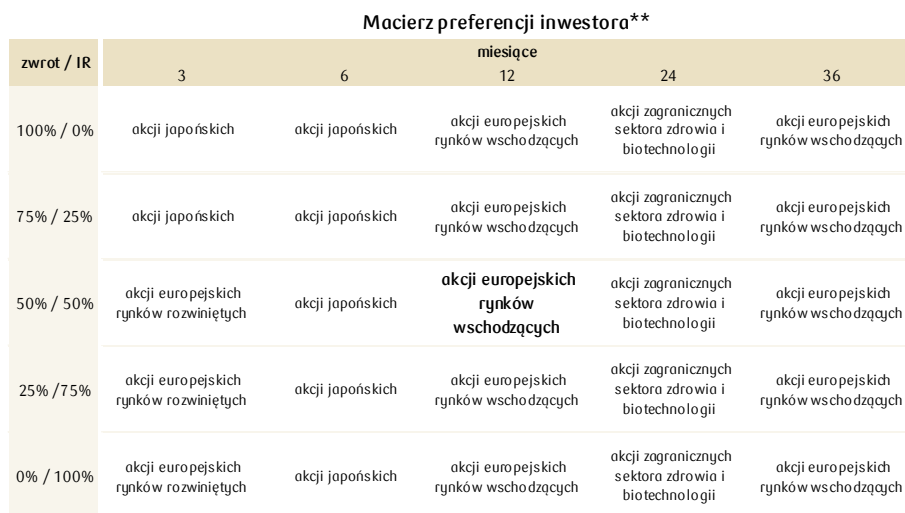 Macierz preferencji inwestora**
zwrot / IR
miesiące
3 6 12 24 36
100% / 0%
akcji japońskich
akcji japońskich
akcji europejskich
rynków wschodzących
akcji zagranicznych
sektora zdrowia i
biotechnologii
akcji europejskich
rynków wschodzących
75% / 25%
akcji japońskich
akcji japońskich
akcji europejskich
rynków wschodzących
akcji zagranicznych
sektora zdrowia i
biotechnologii
akcji europejskich
rynków wschodzących
50% / 50%
akcji europejskich
rynków rozwiniętych
akcji japońskich
akcji europejskich
rynków
wschodzących
akcji zagranicznych
sektora zdrowia i
biotechnologii
akcji europejskich
rynków wschodzących
25% /75%
akcji europejskich
rynków rozwiniętych
akcji japońskich
akcji europejskich
rynków wschodzących
akcji zagranicznych
sektora zdrowia i
biotechnologii
akcji europejskich
rynków wschodzących
0% / 100%
akcji europejskich
rynków rozwiniętych
akcji japońskich
akcji europejskich
rynków wschodzących
akcji zagranicznych
sektora zdrowia i
biotechnologii
akcji europejskich
rynków wschodzących